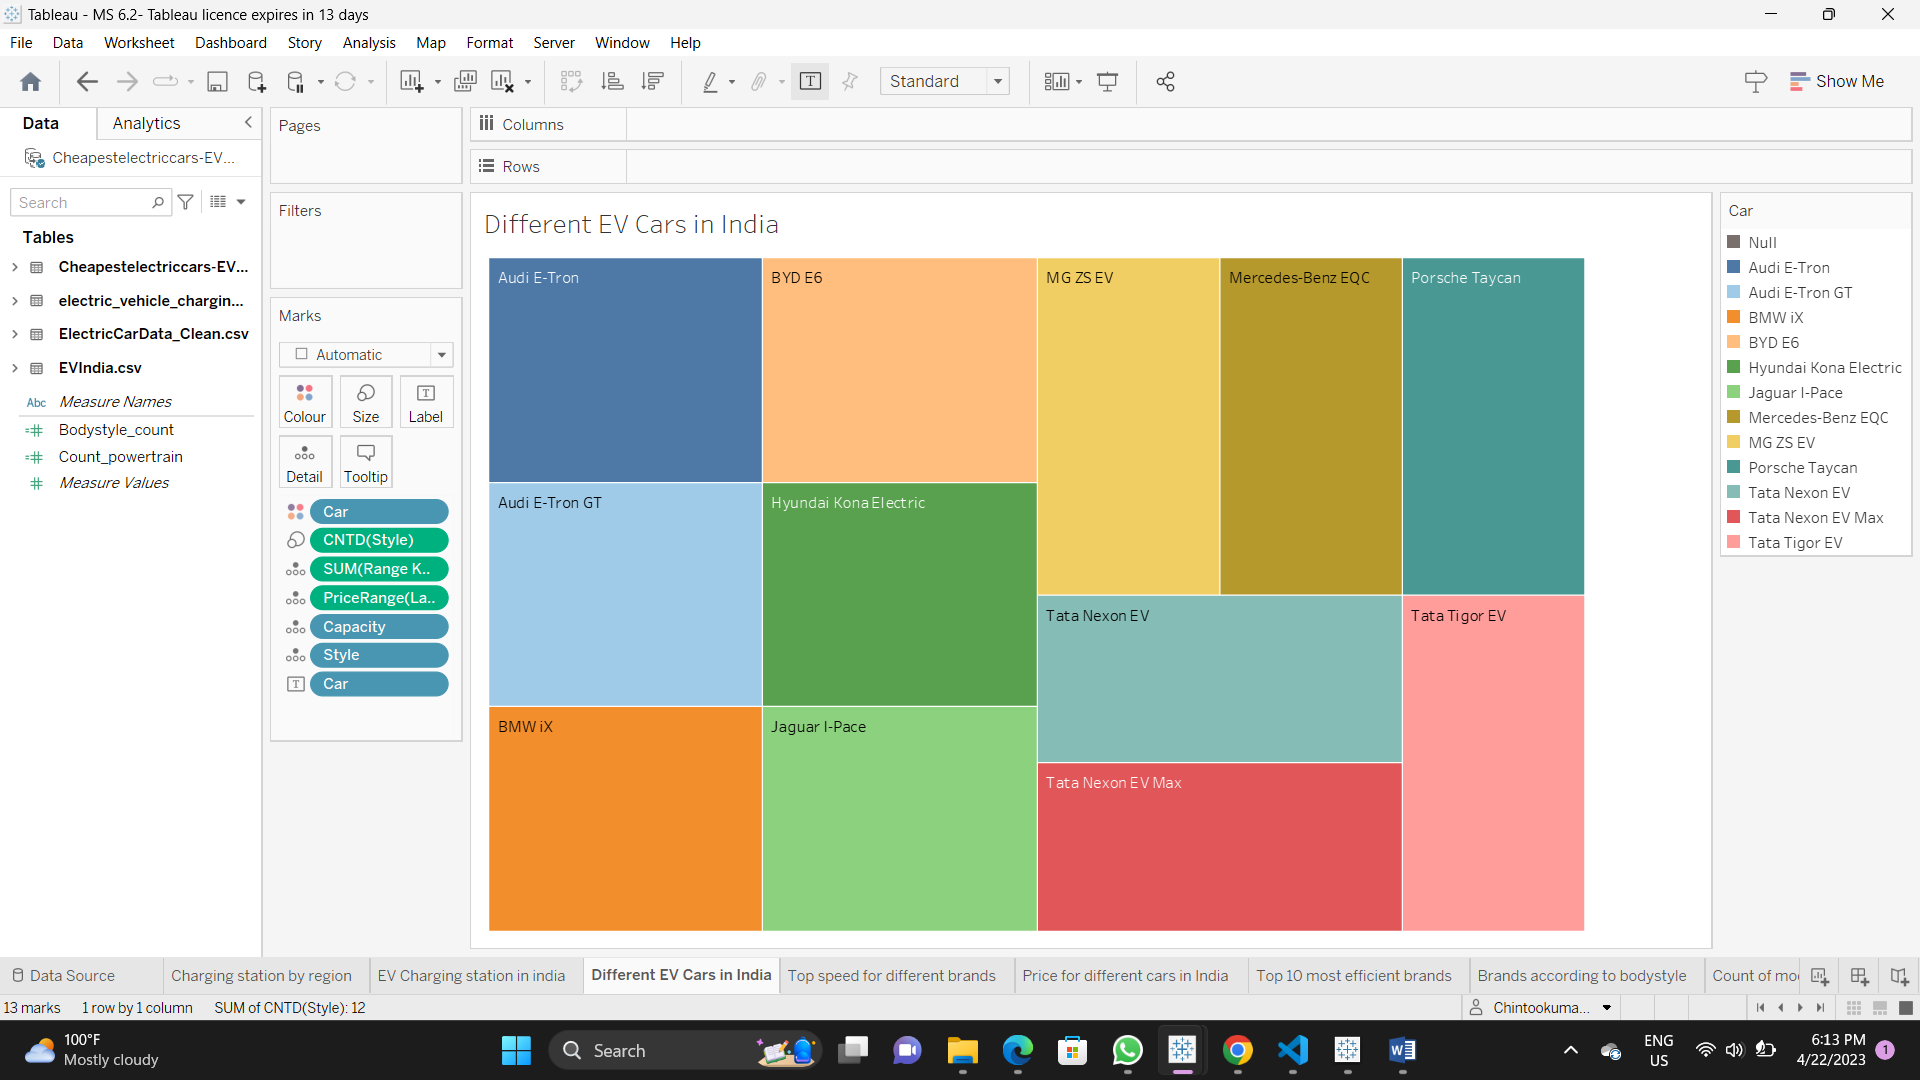 Tableau - MS 6.2- Tableau licence expires in 13 days
File Data Worksheet Dashboard Story Analysis Map Format Server Window Help
Standard
Show Me
Data Analytics
Cheapestelectriccars-EV...
Search
Tables
Cheapestelectriccars-EV...
electric_vehicle_chargin...
ElectricCarData_Clean.csv
EVIndia.csv
Abc Measure Names
Bodystyle_count
Count_powertrain
Measure Values
Pages
Filters
Marks
Automatic
Colour Size Label
Detail Tooltip
Car
CNTD(Style)
SUM(Range K..
PriceRange(La..
Capacity
Style
Car
Columns
Rows
Different EV Cars in India
Audi E-Tron
BYD E6
MG ZS EV
Mercedes-Benz EQC
Porsche Taycan
Audi E-Tron GT
Hyundai Kona Electric
Tata Nexon EV
Tata Tigor EV
BMW iX
Jaguar I-Pace
Tata Nexon EV Max
Car
Null
Audi E-Tron
Audi E-Tron GT
BMW iX
BYD E6
Hyundai Kona Electric
Jaguar I-Pace
Mercedes-Benz EQC
MG ZS EV
Porsche Taycan
Tata Nexon EV
Tata Nexon EV Max
Tata Tigor EV
Data Source Charging station by region EV Charging station in india Different EV Cars in India Top speed for different brands Price for different cars in India Top 10 most efficient brands Brands according to bodystyle Count of mo
13 marks 1 row by 1 column SUM of CNTD(Style): 12
Chintookuma...
100°F
Mostly cloudy
Search
ENG
US
6:13 PM
4/22/2023
1